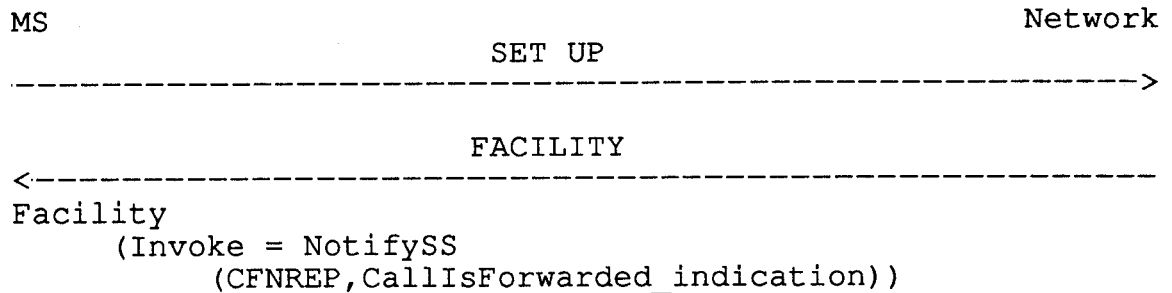 MS Network
SET UP
------------------------------------------------------------>
FACILITY
<------------------------------------------------------------
Facility
(Invoke = NotifySS
(CFNREP,CallIsForwarded_indication))